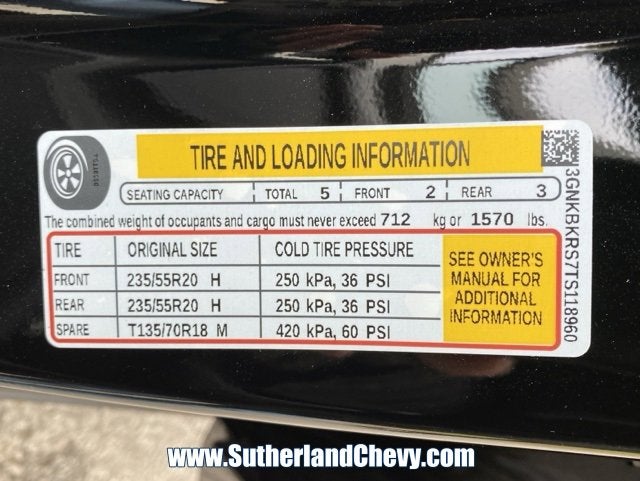 TIRE AND LOADING INFORMATION
SEATING CAPACITY TOTAL 5 FRONT 2 REAR 3
The combined weight of occupants and cargo must never exceed 712 kg or 1570 lbs.
TIRE ORIGINAL SIZE COLD TIRE PRESSURE
FRONT 235/55R20 H 250 kPa, 36 PSI
REAR 235/55R20 H 250 kPa, 36 PSI
SPARE T135/70R18 M 420 kPa, 60 PSI
SEE OWNER'S
MANUAL FOR
ADDITIONAL
INFORMATION
3GNKBKRS7TS118960
www.SutherlandChevy.com